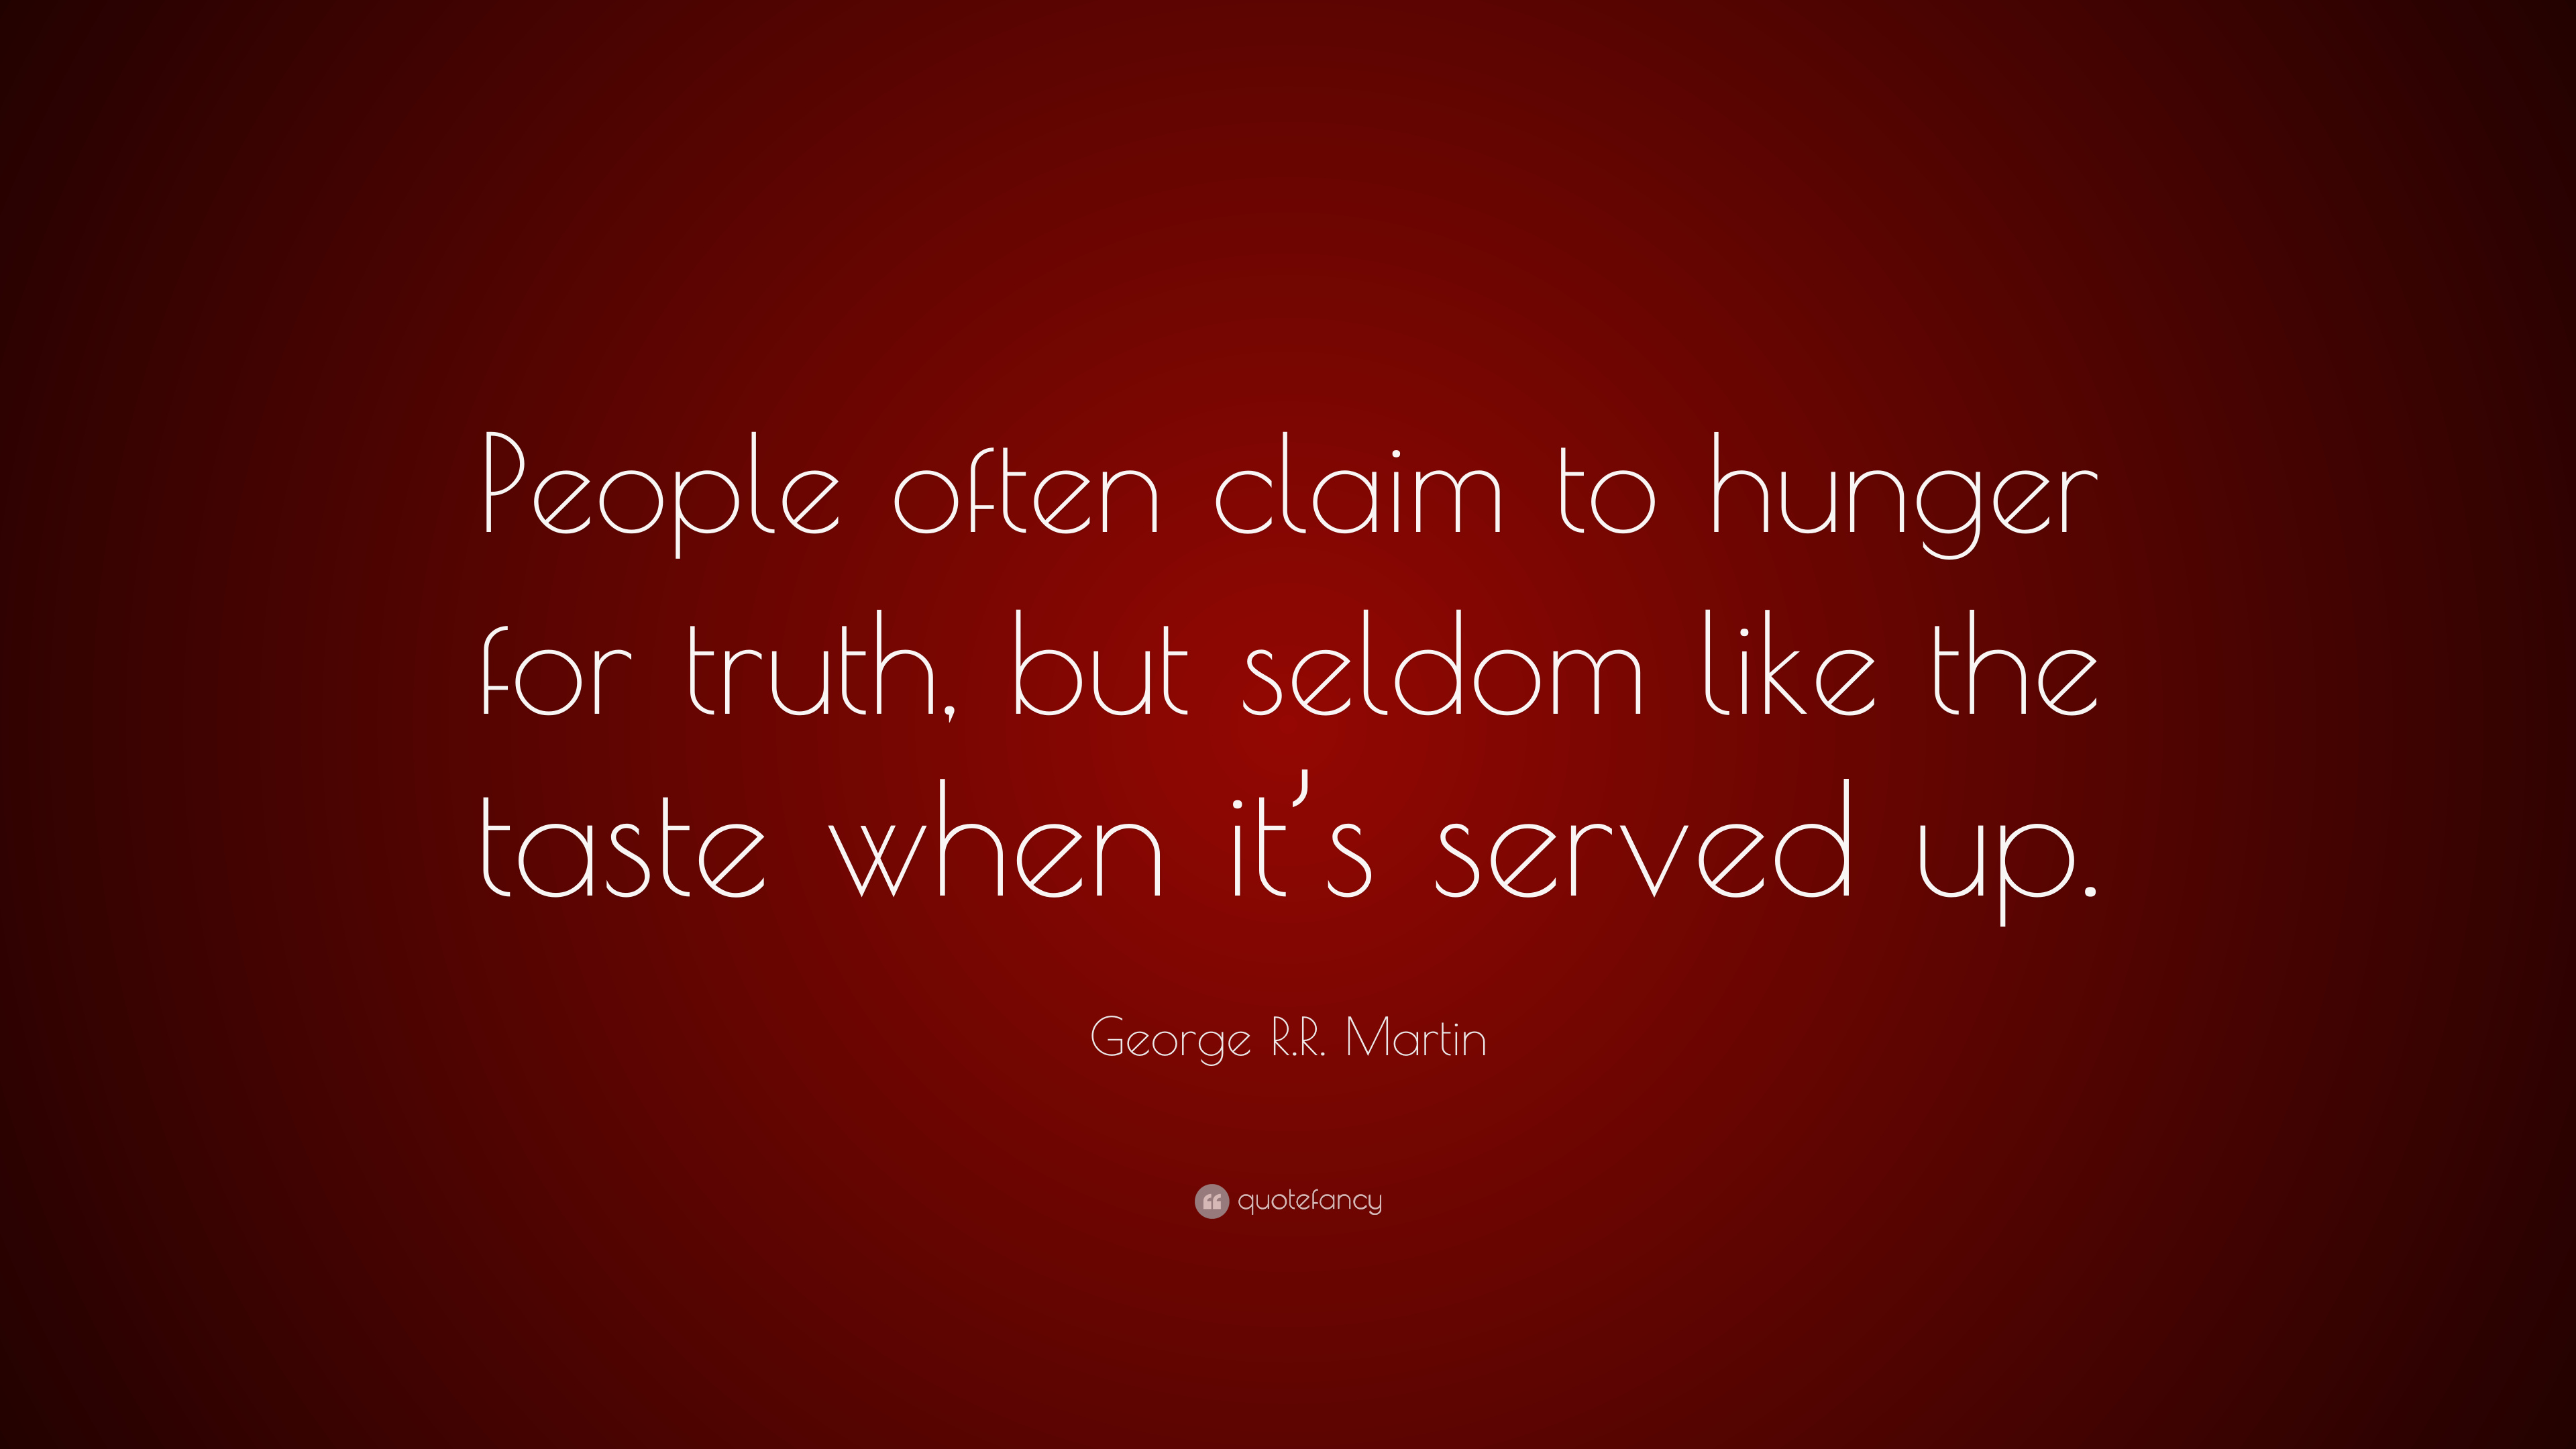 People often claim to hunger
for truth, but seldom like the
taste when it’s served up.
George R.R. Martin
quotefancy